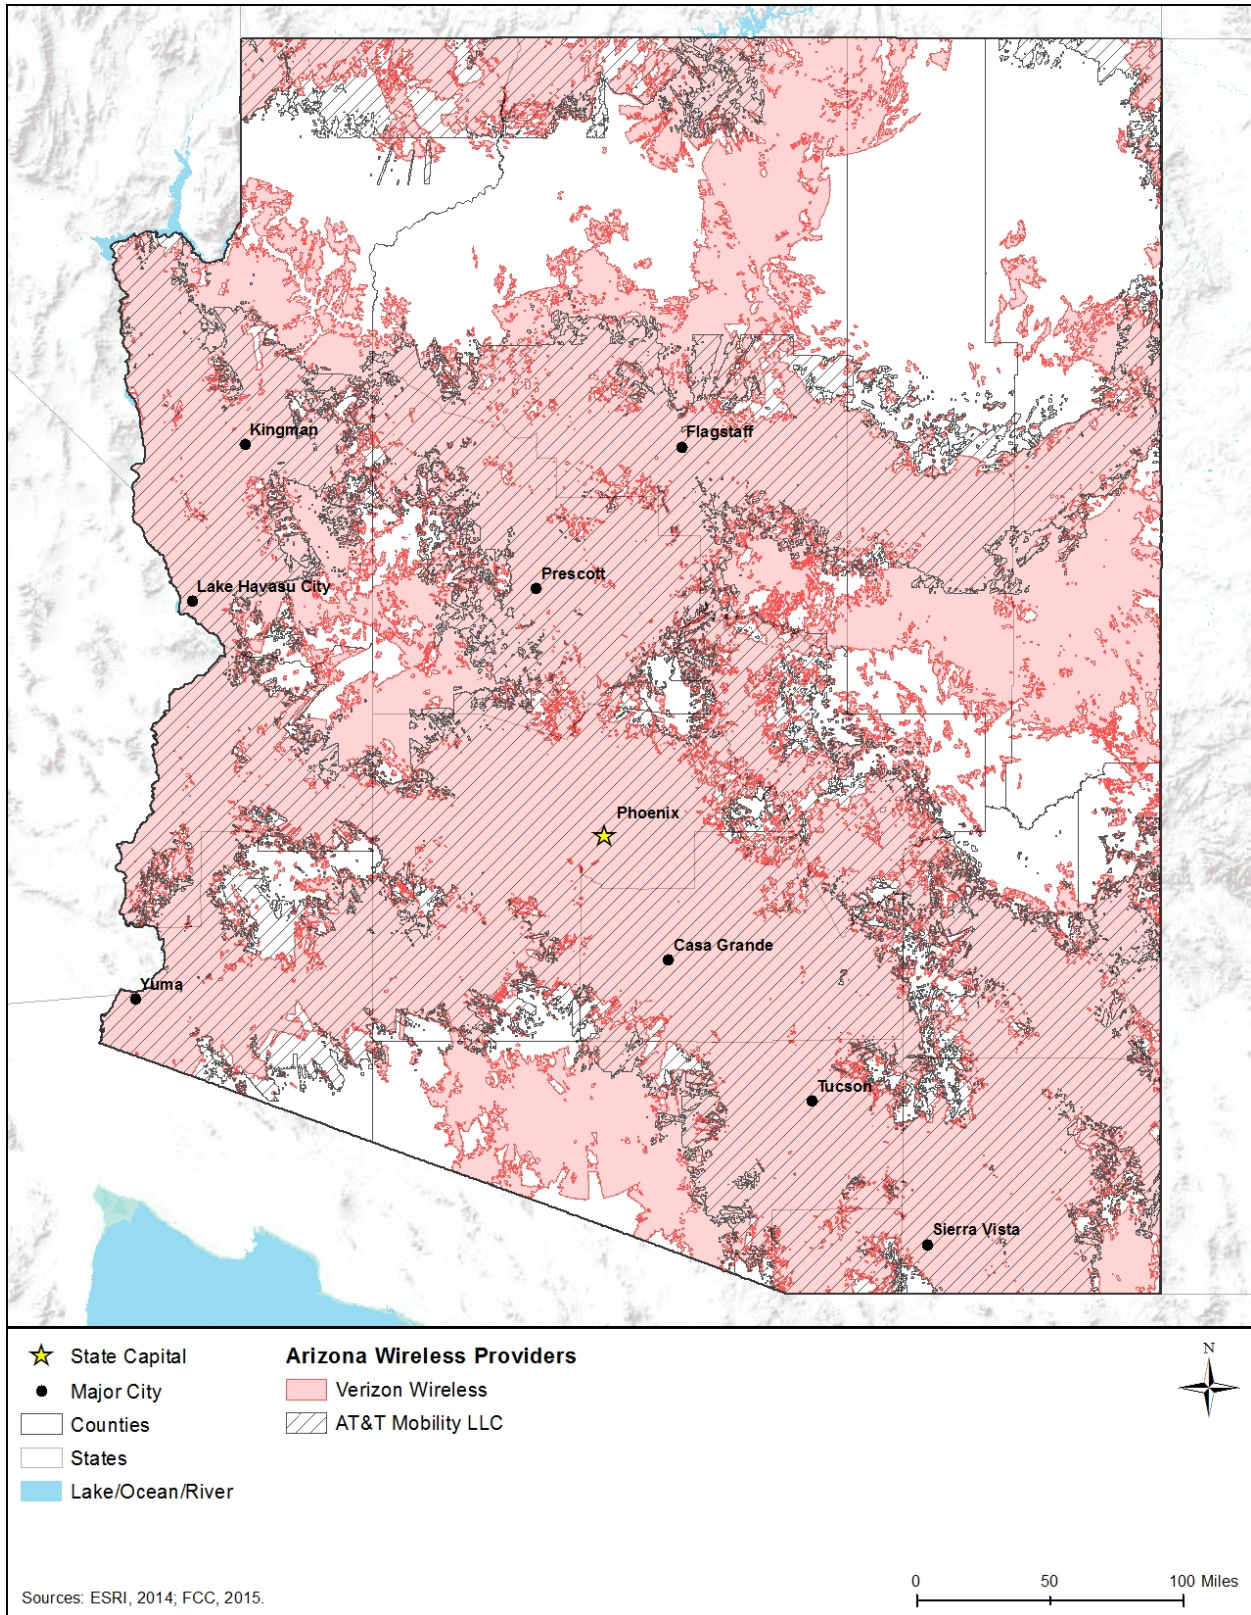 Kingman
Flagstaff
Lake Havasu City
Prescott
Phoenix
Casa Grande
Yuma
Tucson
Sierra Vista
State Capital
Major City
Counties
States
Lake/Ocean/River
Arizona Wireless Providers
Verizon Wireless
AT&T Mobility LLC
N
Sources: ESRI, 2014; FCC, 2015.
0 50 100 Miles